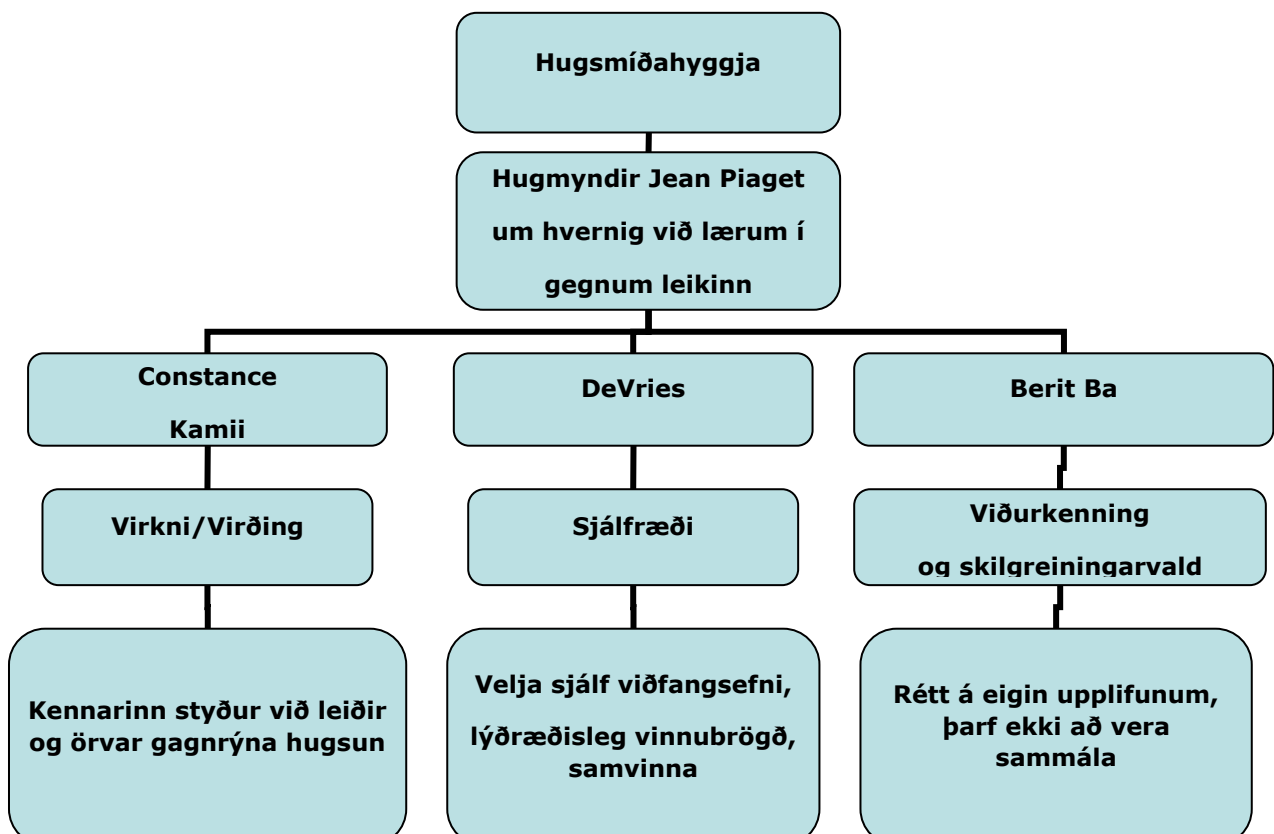 Hugsmíðahyggja
Hugmyndir Jean Piaget
um hvernig við lærum í
gegnum leikinn
Constance
Kamii
DeVries
Berit Ba
Virkni/Virðing
Sjálfræði
Viðurkenning
og skilgreiningarvald
Kennarinn styður við leiðir
og örvar gagnrýna hugsun
Velja sjálf viðfangsefni,
lýðræðisleg vinnubrögð,
samvinna
Rétt á eigin upplifunum,
þarf ekki að vera
sammála